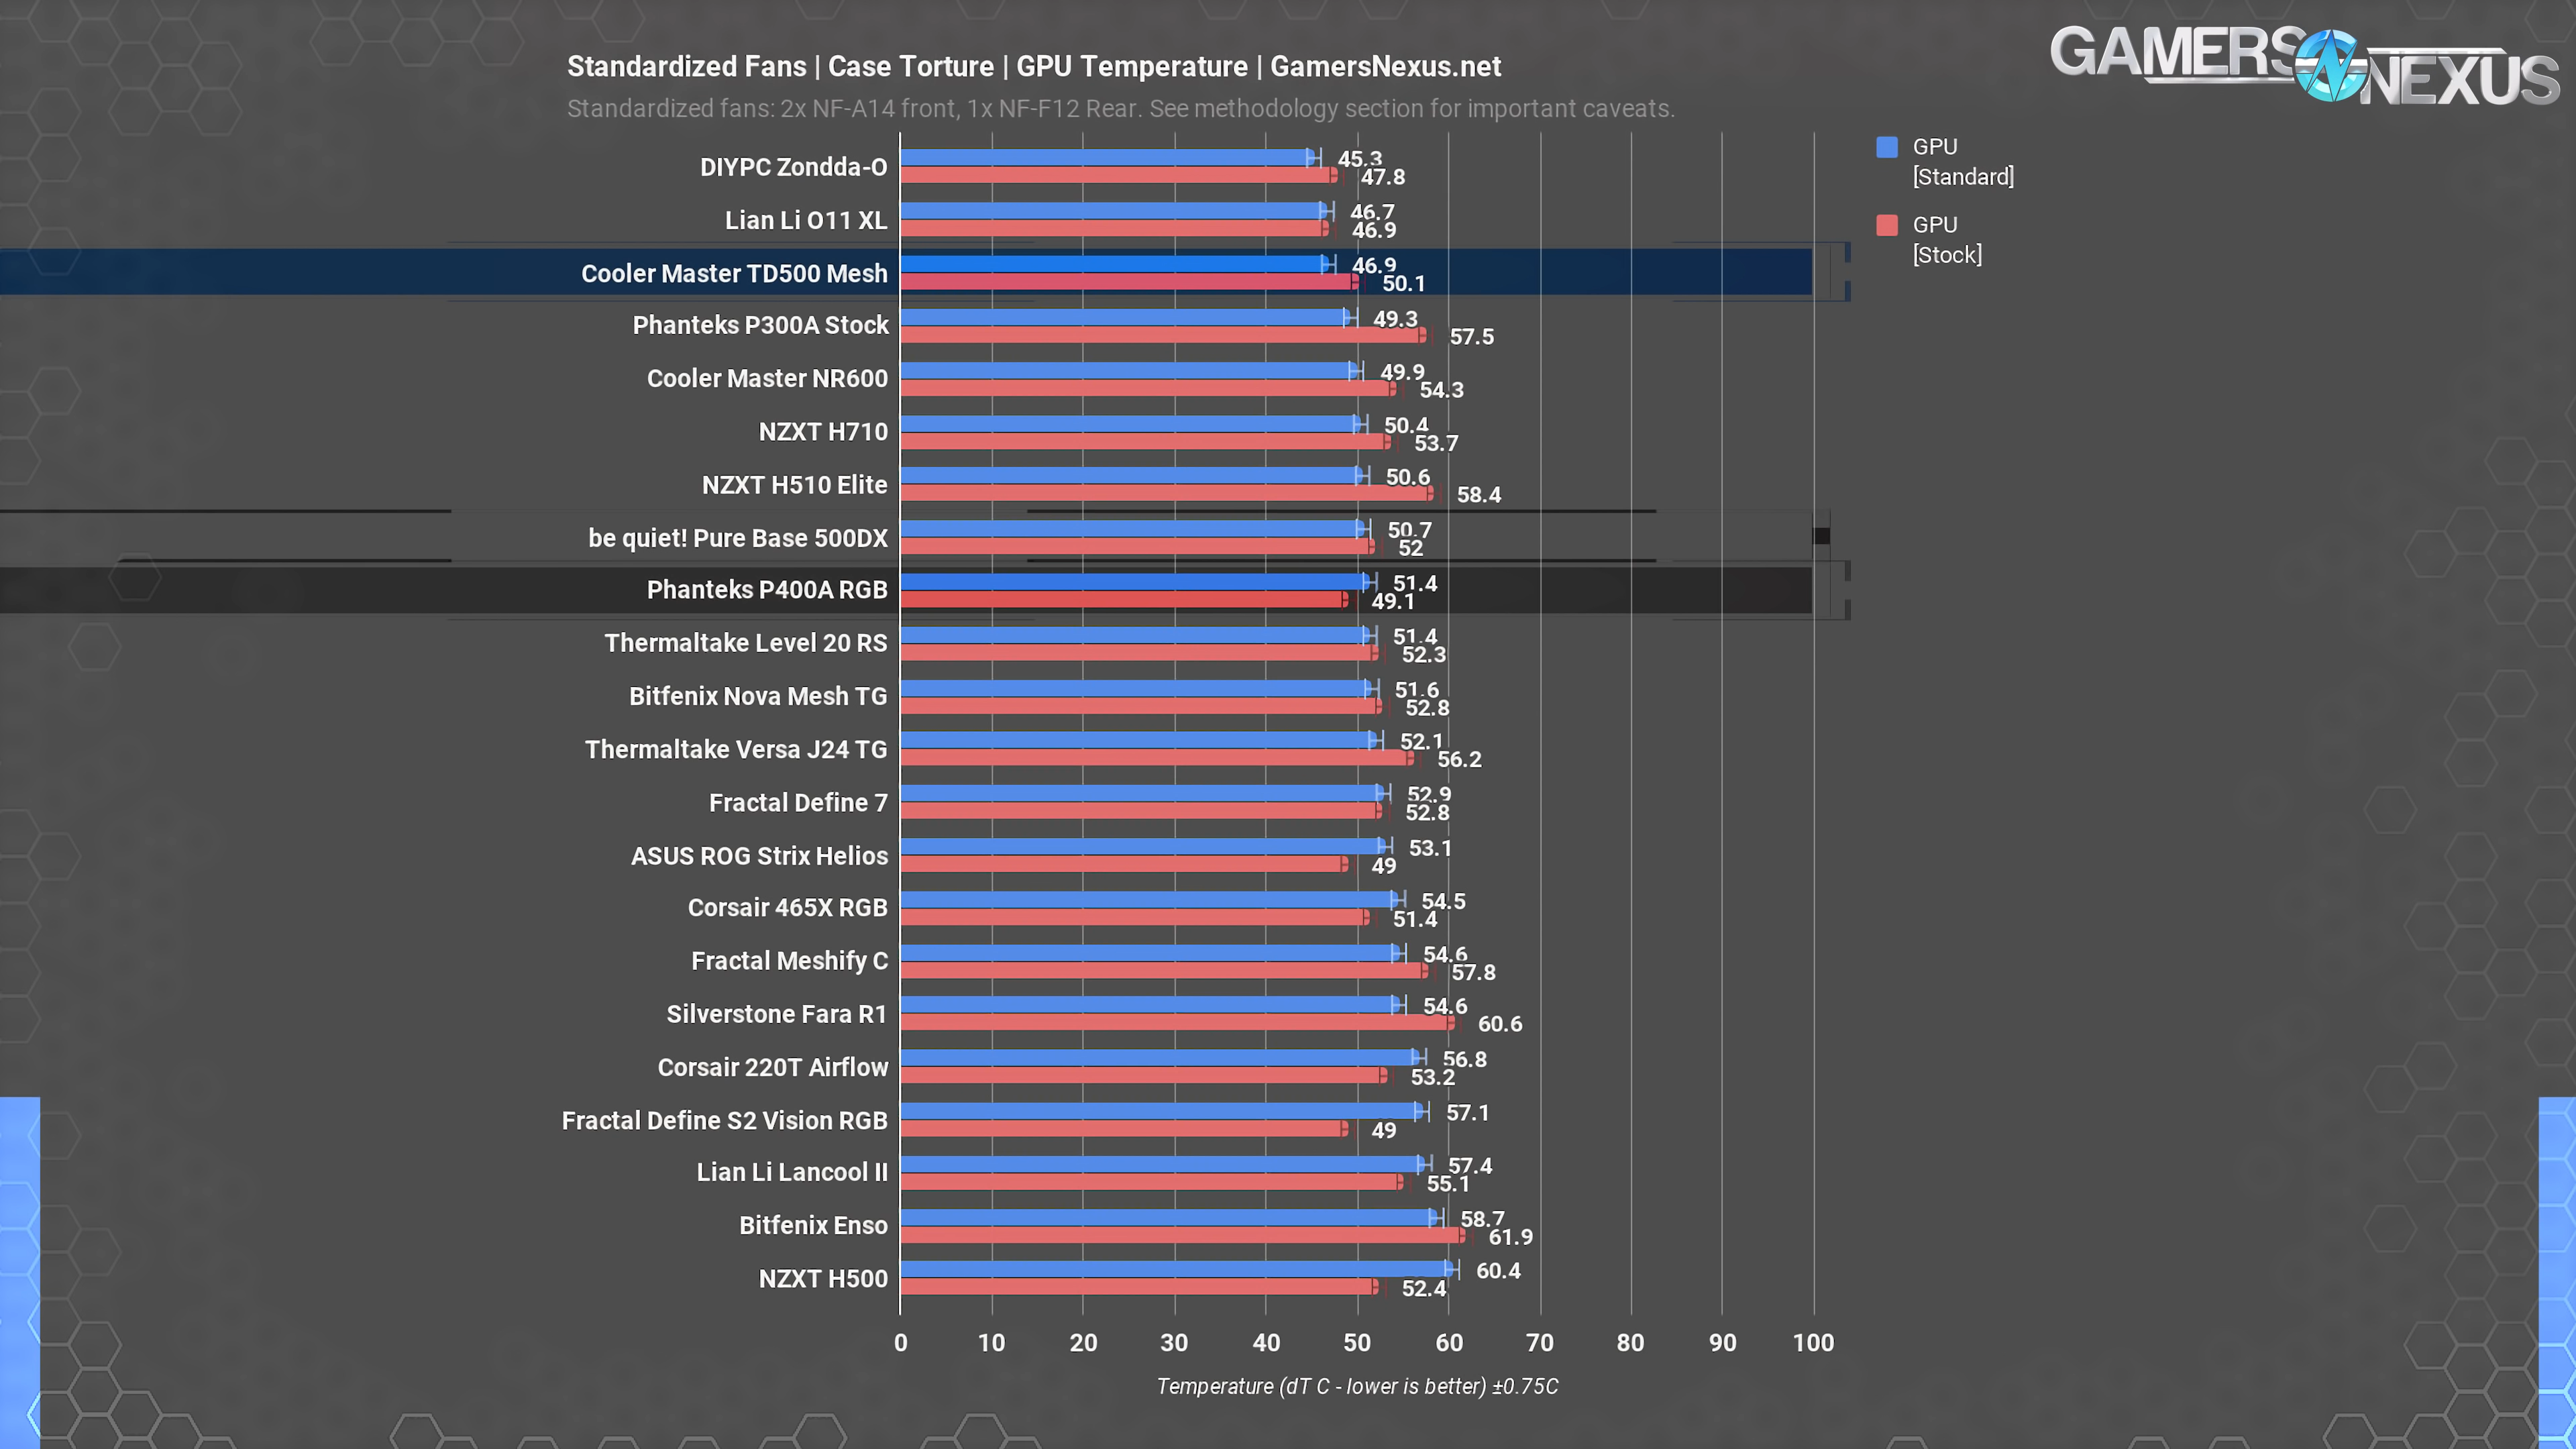 GAMERS NEXUS
Standardized Fans | Case Torture | GPU Temperature | GamersNexus.net
Standardized fans: 2x NF-A14 front, 1x NF-F12 Rear. See methodology section for important caveats.
GPU
[Standard]
GPU
[Stock]
DIYPC Zondda-O 45.3
47.8
Lian Li O11 XL 46.7
46.9
Cooler Master TD500 Mesh 46.9
50.1
Phanteks P300A Stock 49.3
57.5
Cooler Master NR600 49.9
54.3
NZXT H710 50.4
53.7
NZXT H510 Elite 50.6
58.4
be quiet! Pure Base 500DX 50.7
52
Phanteks P400A RGB 51.4
49.1
Thermaltake Level 20 RS 51.4
52.3
Bitfenix Nova Mesh TG 51.6
52.8
Thermaltake Versa J24 TG 52.1
56.2
Fractal Define 7 52.9
52.8
ASUS ROG Strix Helios 53.1
49
Corsair 465X RGB 54.5
51.4
Fractal Meshify C 54.6
57.8
Silverstone Fara R1 54.6
60.6
Corsair 220T Airflow 56.8
53.2
Fractal Define S2 Vision RGB 57.1
49
Lian Li Lancool II 57.4
55.1
Bitfenix Enso 58.7
61.9
NZXT H500 60.4
52.4
0 10 20 30 40 50 60 70 80 90 100
Temperature (dT C - lower is better) ±0.75C